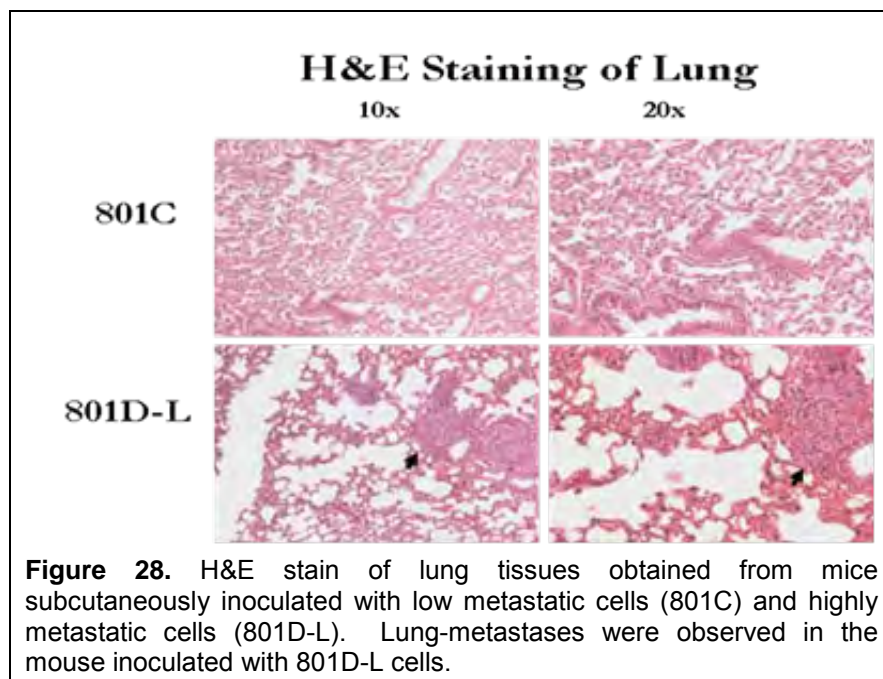 H&E Staining of Lung
10x 20x
801C
801D-L
Figure 28. H&E stain of lung tissues obtained from mice
subcutaneously inoculated with low metastatic cells (801C) and highly
metastatic cells (801D-L). Lung-metastases were observed in the
mouse inoculated with 801D-L cells.